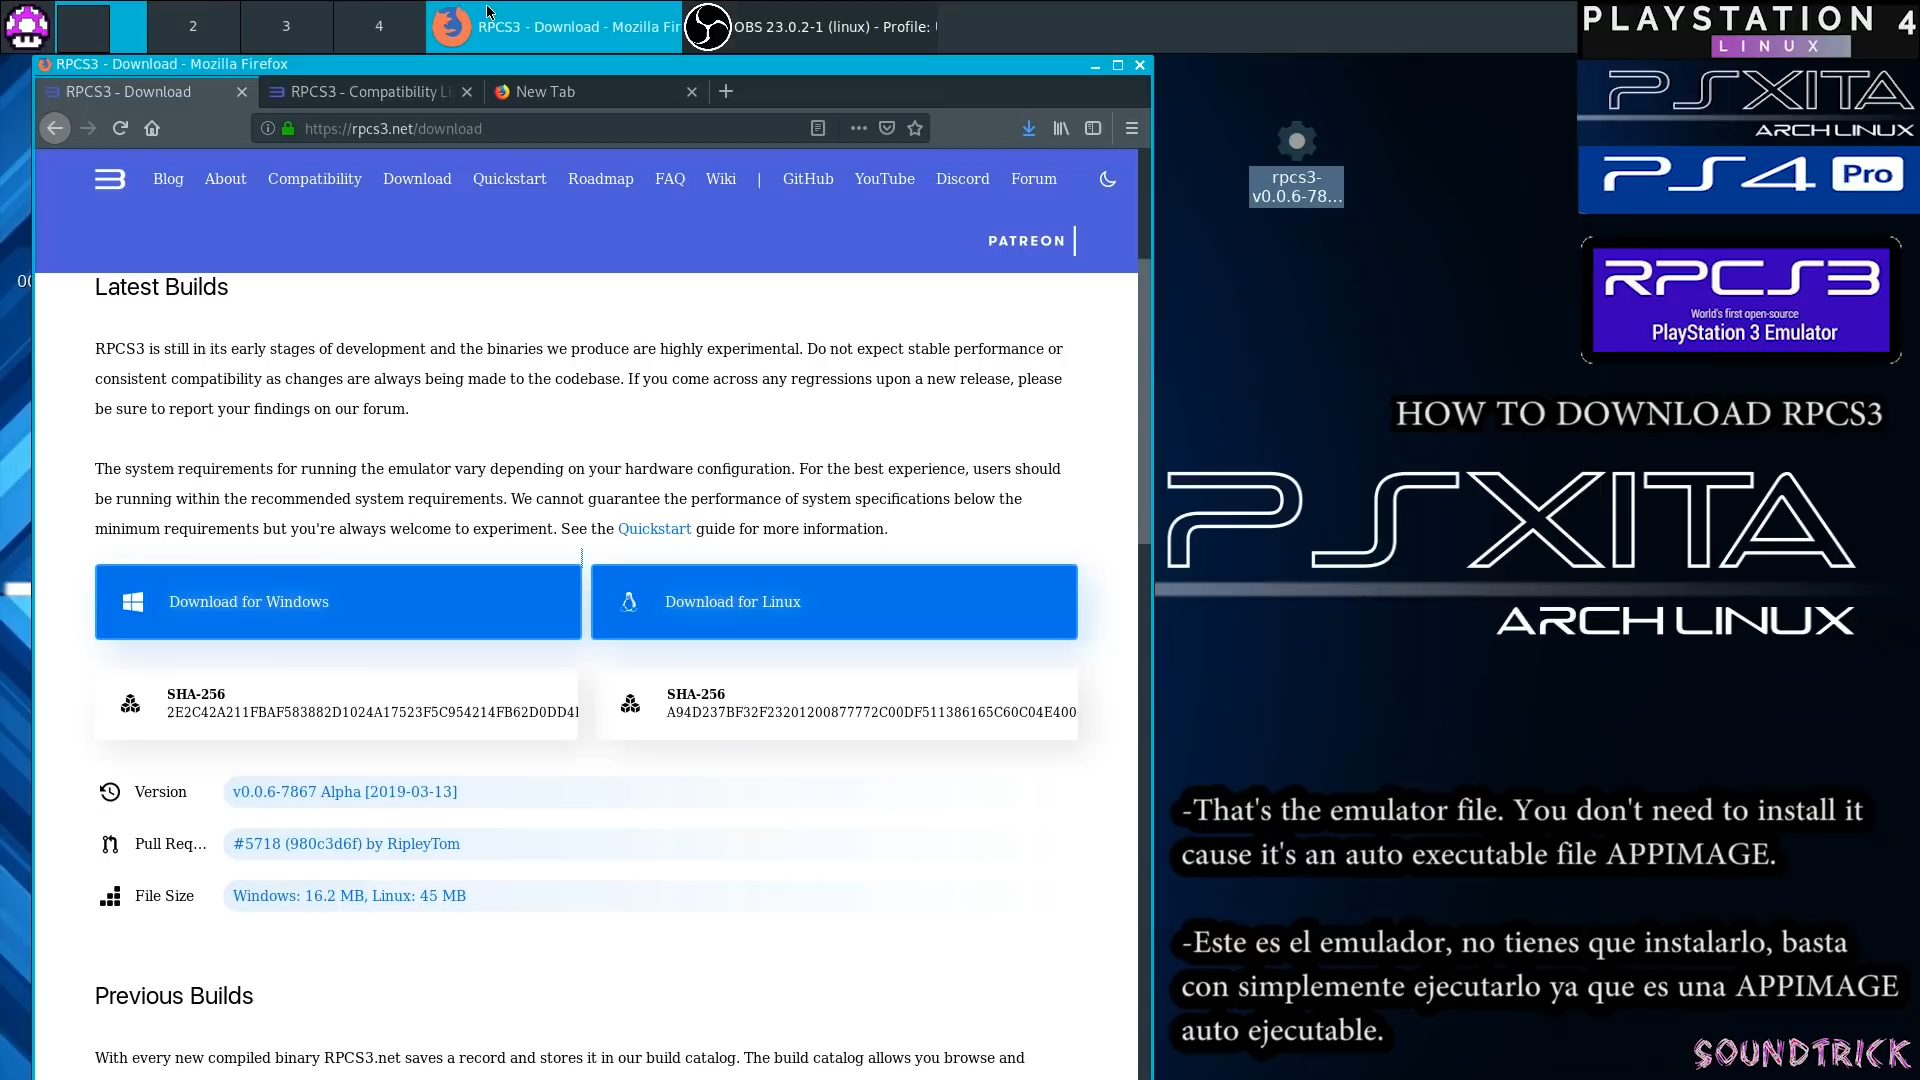 2
3
4
RPCS3 - Download - Mozilla Fir
OBS 23.0.2-1 (linux) - Profile:
PLAYSTATION 4
LINUX
RPCS3 - Download - Mozilla Firefox
RPCS3 - Download
RPCS3 - Compatibility Li
New Tab
https://rpcs3.net/download
PSXITA
ARCH LINUX
PS4 Pro
Blog
About
Compatibility
Download
Quickstart
Roadmap
FAQ
Wiki
|
GitHub
YouTube
Discord
Forum
PATREON
rpcs3-
v0.0.6-78...
RPCS3
World's first open-source
PlayStation 3 Emulator
Latest Builds
RPCS3 is still in its early stages of development and the binaries we produce are highly experimental. Do not expect stable performance or
consistent compatibility as changes are always being made to the codebase. If you come across any regressions upon a new release, please
be sure to report your findings on our forum.
The system requirements for running the emulator vary depending on your hardware configuration. For the best experience, users should
be running within the recommended system requirements. We cannot guarantee the performance of system specifications below the
minimum requirements but you're always welcome to experiment. See the Quickstart guide for more information.
Download for Windows
Download for Linux
SHA-256
2E2C42A211FBAF583882D1024A17523F5C954214FB62D0DD4
SHA-256
A94D237BF32F23201200877772C00DF511386165C60C04E400
Version
v0.0.6-7867 Alpha [2019-03-13]
Pull Req...
#5718 (980c3d6f) by RipleyTom
File Size
Windows: 16.2 MB, Linux: 45 MB
Previous Builds
With every new compiled binary RPCS3.net saves a record and stores it in our build catalog. The build catalog allows you browse and
HOW TO DOWNLOAD RPCS3
PSXITA
ARCH LINUX
-That's the emulator file. You don't need to install it
cause it's an auto executable file APPIMAGE.
-Este es el emulador, no tienes que instalarlo, basta
con simplemente ejecutarlo ya que es una APPIMAGE
auto ejecutable.
SOUNDTRICK